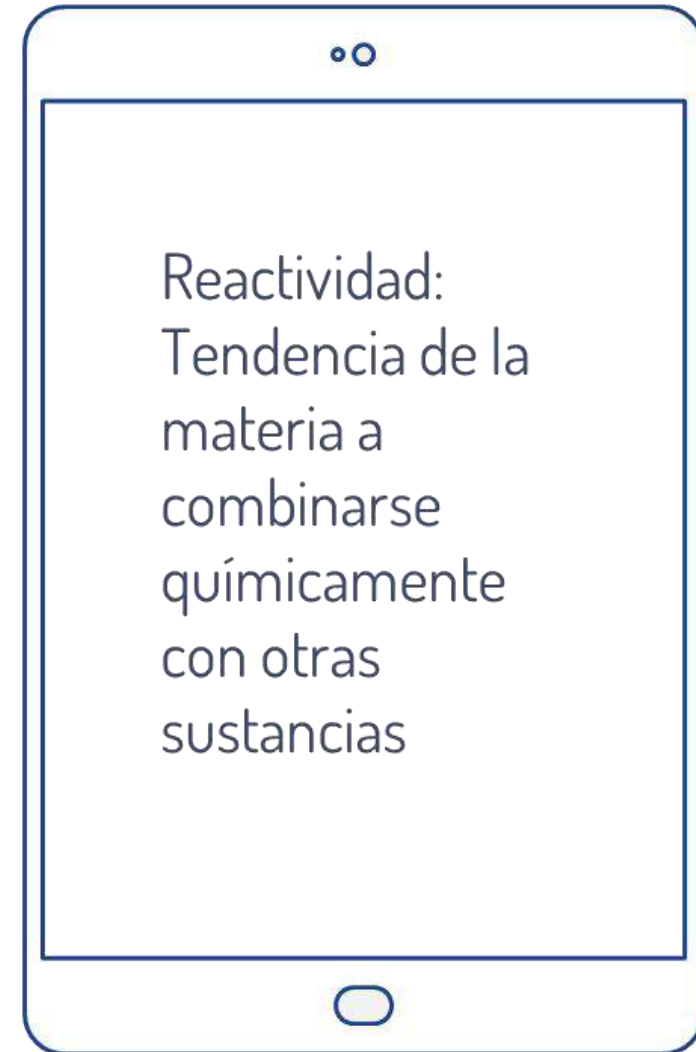 Reactividad:
Tendencia de la
materia a
combinarse
químicamente
con otras
sustancias